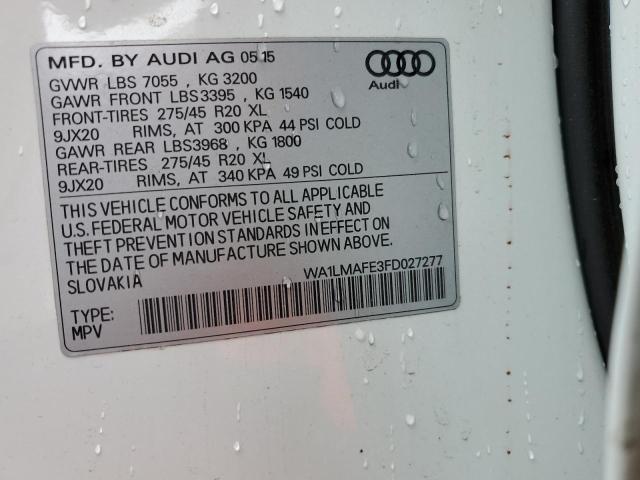 MFD. BY AUDI AG 05.15
GVWR LBS 7055 , KG 3200
GAWR FRONT LBS3395 , KG 1540
FRONT-TIRES 275/45 R20 XL
9JX20 RIMS, AT 300 KPA 44 PSI COLD
GAWR REAR LBS3968 , KG 1800
REAR-TIRES 275/45 R20 XL
9JX20 RIMS, AT 340 KPA 49 PSI COLD
Audi
THIS VEHICLE CONFORMS TO ALL APPLICABLE
U.S. FEDERAL MOTOR VEHICLE SAFETY AND
THEFT PREVENTION STANDARDS IN EFFECT ON
THE DATE OF MANUFACTURE SHOWN ABOVE.
SLOVAKIA
WA1LMAFE3FD027277
TYPE:
MPV